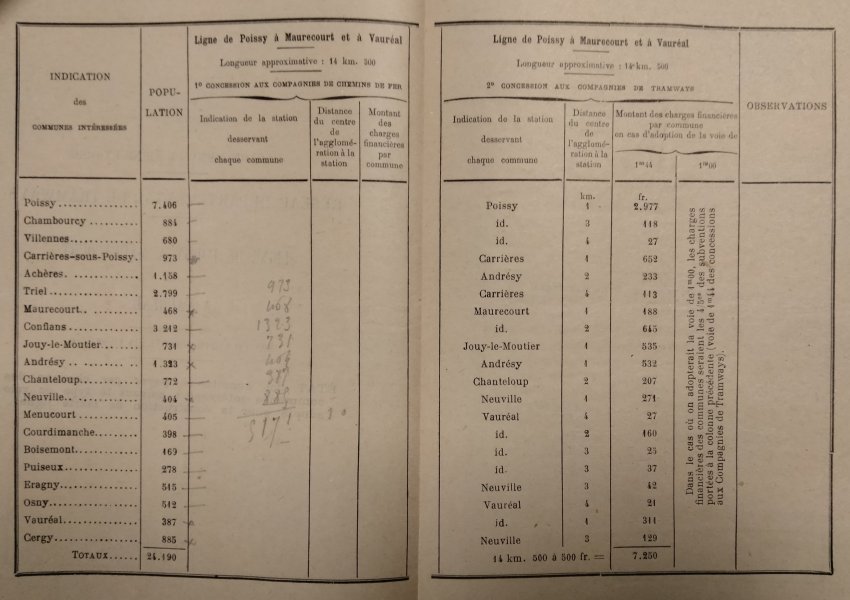 INDICATION
des
COMMUNES INTÉRESSÉES
POPU-
LATION
Ligne de Poissy à Maurecourt et à Vauréal
Longueur approximative : 14 km. 500
1º CONCESSION AUX COMPAGNIES DE CHEMINS DE FER
Indication de la station
desservant
chaque commune
Distance
du centre
de
l'agglomé-
ration à la
station
Montant
des
charges
financières
par
commune
Poissy 7.406
Chambourcy 884
Villennes 680
Carrières-sous-Poissy. 973
Achères 1.158
Triel 2.799
Maurecourt.. 468
Conflans 3 212
Jouy-le-Moutier .. 731
Andrésy 1.323
Chanteloup 772
Neuville.. 404
Menucourt 405
Courdimanche 398
Boisemont 169
Puiseux 278
Eragny 515
Osny 512
Vauréal 387
Cergy 885
TOTAUX...... 24.190
973
468
1323
731
885
5171
Ligne de Poissy à Maurecourt et à Vauréal
Longueur approximative : 14 km. 500
2º CONCESSION AUX COMPAGNIES DE TRAMWAYS
Indication de la station
desservant
chaque commune
Distance
du centre
de
l'agglomé-
ration à la
station
Montant des charges financières
par commune
en cas d'adoption de la voie de
1m44
1m00
OBSERVATIONS
km. fr.
Poissy 1 2.977
id. 3 118
id. 4 27
Carrières 1 652
Andrésy 2 233
Carrières 4 113
Maurecourt 1 188
id. 2 645
Jouy-le-Moutier 1 535
Andrésy 1 532
Chanteloup 2 207
Neuville 1 271
Vauréal 4 27
id. 2 160
id. 3 25
id. 3 37
Neuville 3 42
Vauréal 4 21
id. 1 311
Neuville 3 129
14 km. 500 à 500 fr. = 7.250
Dans le cas où on adopterait la voie de 1m00, les charges
financières des communes seraient les 4/5es des subventions
portées à la colonne précédente (voie de 1m44 des concessions
aux Compagnies de Tramways).